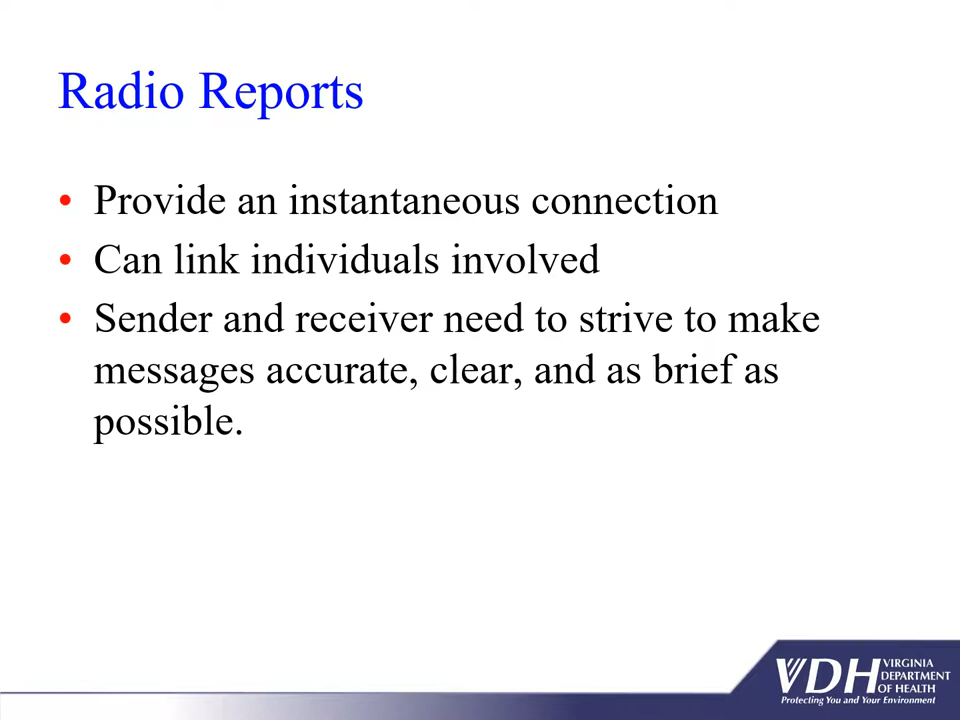 Radio Reports
• Provide an instantaneous connection
• Can link individuals involved
• Sender and receiver need to strive to make
messages accurate, clear, and as brief as
possible.
VDH VIRGINIA
DEPARTMENT
OF HEALTH
Protecting You and Your Environment